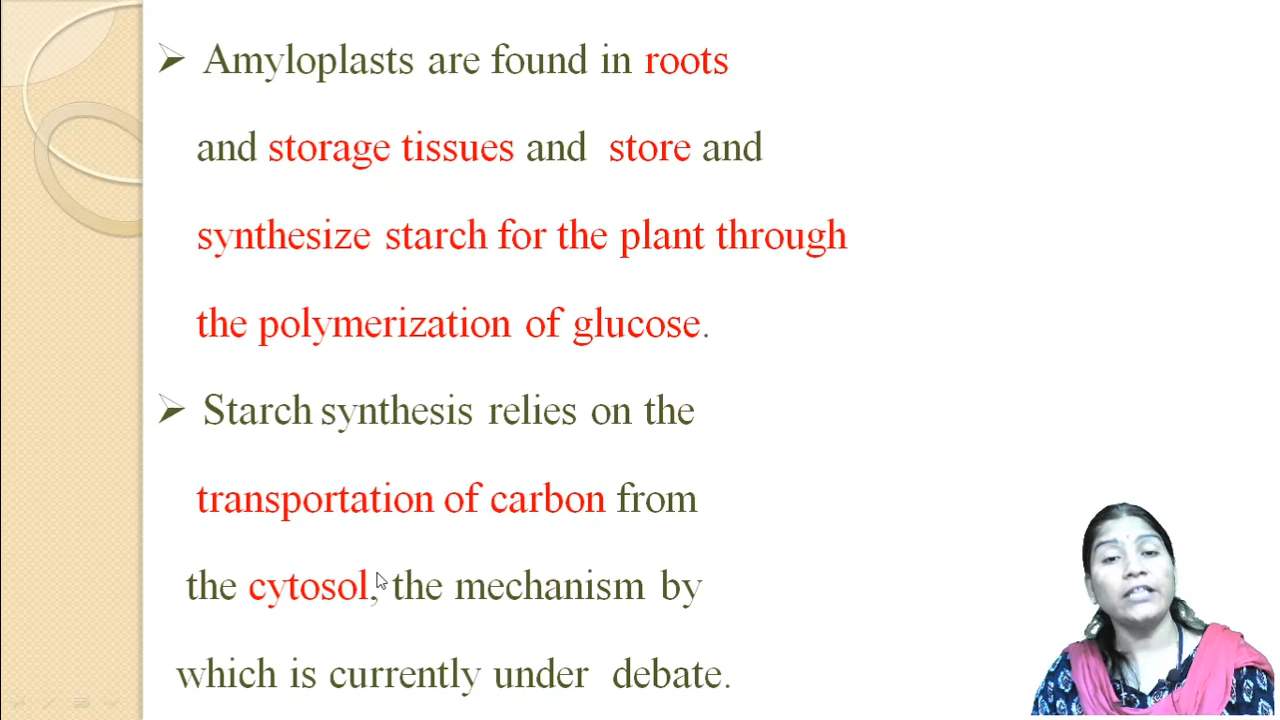 Amyloplasts are found in roots
and storage tissues and store and
synthesize starch for the plant through
the polymerization of glucose.
Starch synthesis relies on the
transportation of carbon from
the cytosol, the mechanism by
which is currently under debate.